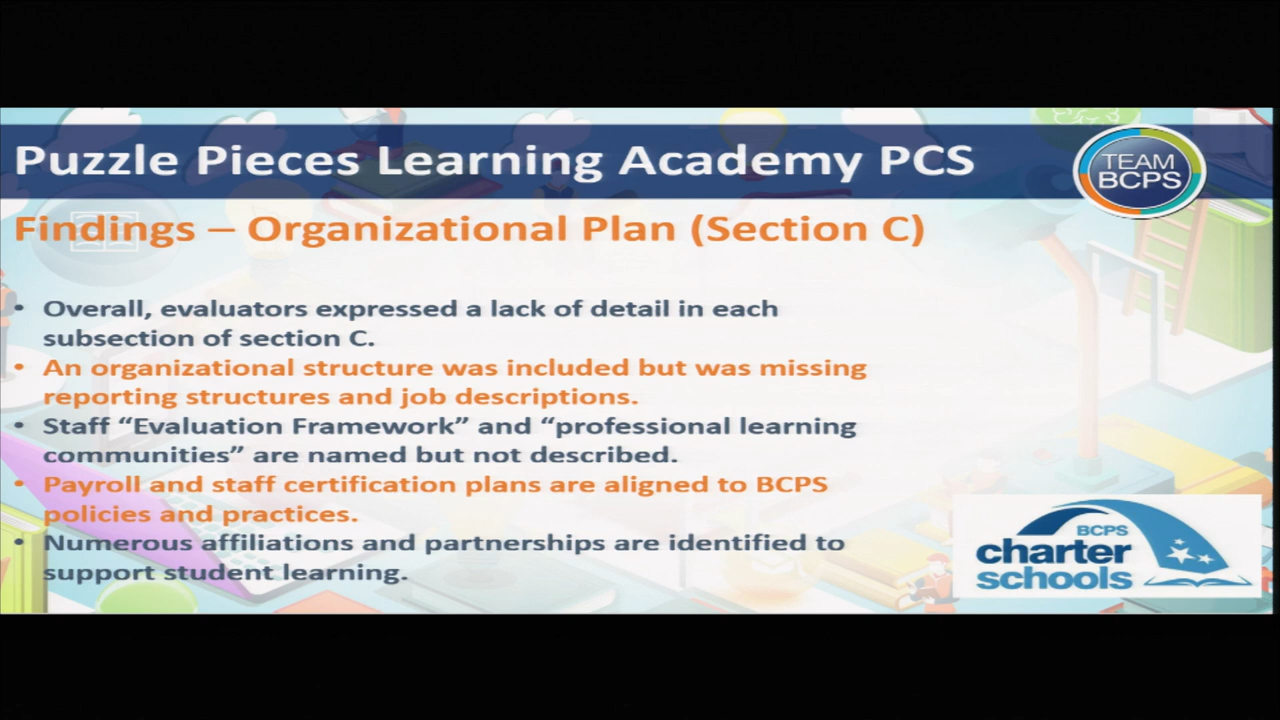 Puzzle Pieces Learning Academy PCS
TEAM
BCPS
Findings – Organizational Plan (Section C)
• Overall, evaluators expressed a lack of detail in each
subsection of section C.
• An organizational structure was included but was missing
reporting structures and job descriptions.
• Staff “Evaluation Framework” and “professional learning
communities” are named but not described.
• Payroll and staff certification plans are aligned to BCPS
policies and practices.
• Numerous affiliations and partnerships are identified to
support student learning.
BCPS
charter
schools